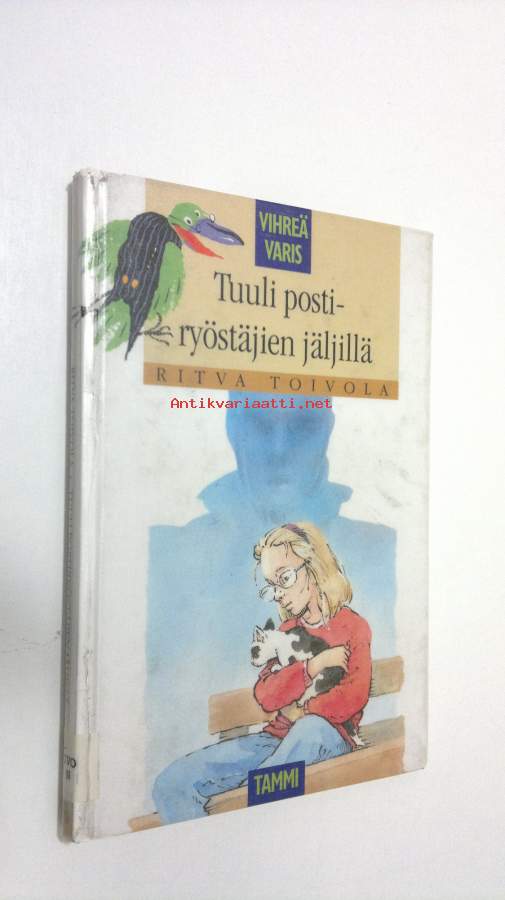 VIHREÄ
VARIS
Tuuli posti-
ryöstäjien jäljillä
RITVA TOIVOLA
Antikvariaatti.net
TAMMI